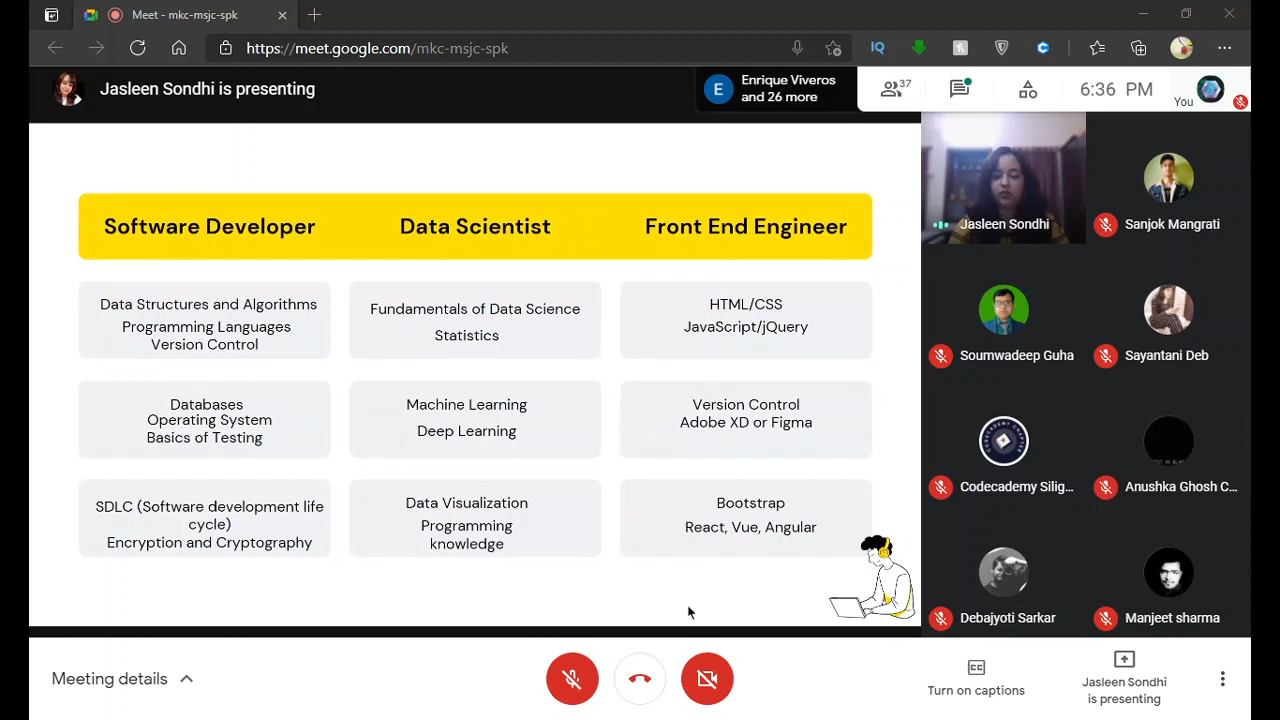 Meet - mkc-msjc-spk
https://meet.google.com/mkc-msjc-spk
IQ
Jasleen Sondhi is presenting
E
Enrique Viveros
and 26 more
37
6:36 PM
You
Software Developer
Data Scientist
Front End Engineer
Data Structures and Algorithms
Programming Languages
Version Control
Fundamentals of Data Science
Statistics
HTML/CSS
JavaScript/jQuery
Databases
Operating System
Basics of Testing
Machine Learning
Deep Learning
Version Control
Adobe XD or Figma
SDLC (Software development life
cycle)
Encryption and Cryptography
Data Visualization
Programming
knowledge
Bootstrap
React, Vue, Angular
Jasleen Sondhi
Sanjok Mangrati
Soumwadeep Guha
Sayantani Deb
Codecademy Silig...
Anushka Ghosh C...
Debajyoti Sarkar
Manjeet sharma
Meeting details
Turn on captions
Jasleen Sondhi
is presenting